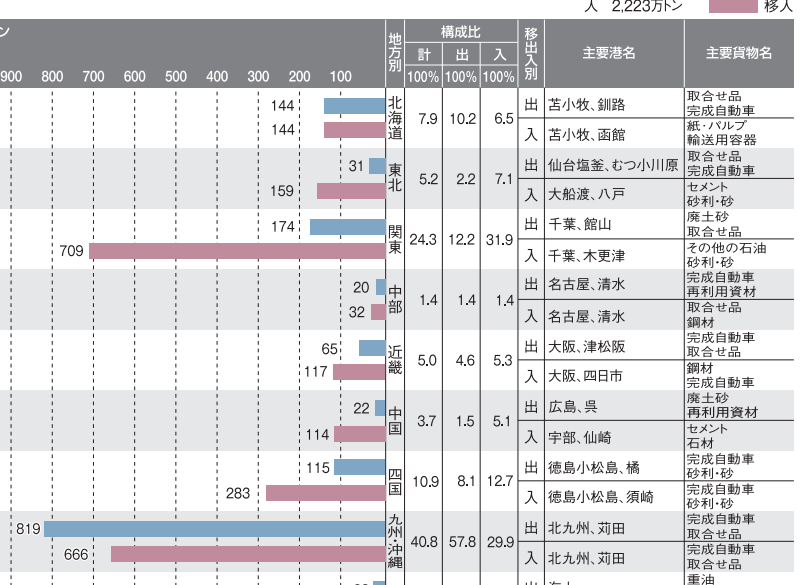 人 2,223万トン 移入
ン
地方別 構成比 移出入別 主要港名 主要貨物名
計 出 入
900 800 700 600 500 400 300 200 100 100% 100% 100%
144 北海道 7.9 10.2 6.5 出 苫小牧、釧路 取合せ品
完成自動車
144 入 苫小牧、函館 紙・パルプ
輸送用容器
31 東北 5.2 2.2 7.1 出 仙台塩釜、むつ小川原 取合せ品
完成自動車
159 入 大船渡、八戸 セメント
砂利・砂
174 関東 24.3 12.2 31.9 出 千葉、館山 廃土砂
取合せ品
709 入 千葉、木更津 その他の石油
砂利・砂
20 中部 1.4 1.4 1.4 出 名古屋、清水 完成自動車
再利用資材
32 入 名古屋、清水 取合せ品
鋼材
65 近畿 5.0 4.6 5.3 出 大阪、津松阪 完成自動車
取合せ品
117 入 大阪、四日市 鋼材
完成自動車
22 中国 3.7 1.5 5.1 出 広島、呉 廃土砂
再利用資材
114 入 宇部、仙崎 セメント
石材
115 四国 10.9 8.1 12.7 出 徳島小松島、橘 完成自動車
砂利・砂
283 入 徳島小松島、須崎 完成自動車
砂利・砂
819 九州・沖縄 40.8 57.8 29.9 出 北九州、苅田 完成自動車
取合せ品
666 入 北九州、苅田 完成自動車
取合せ品
重油